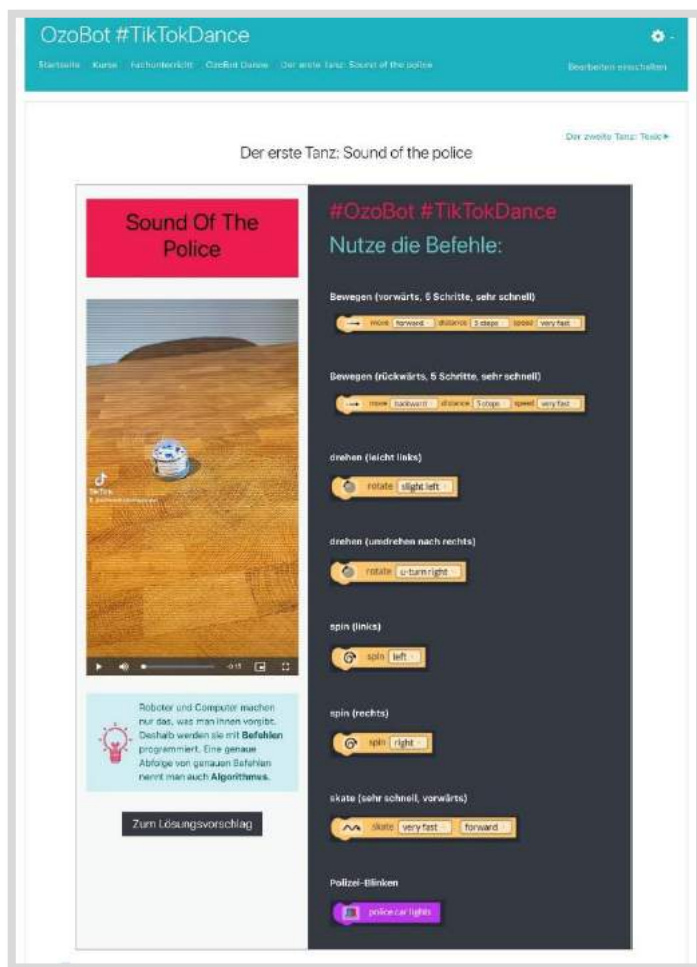 OzoBot #TikTokDance
Startseite Kurse Fachunterricht OzoBot Dance Der erste Tanz: Sound of the police
Bearbeiten einschalten
Der zweite Tanz: Toxic ►
Der erste Tanz: Sound of the police
Sound Of The
Police
TikTok
-0:15
Roboter und Computer machen
nur das, was man ihnen vorgibt.
Deshalb werden sie mit Befehlen
programmiert. Eine genaue
Abfolge von genauen Befehlen
nennt man auch Algorithmus.
Zum Lösungsvorschlag
#OzoBot #TikTokDance
Nutze die Befehle:
Bewegen (vorwärts, 5 Schritte, sehr schnell)
move forward distance 5 steps speed very fast
Bewegen (rückwärts, 5 Schritte, sehr schnell)
move backward distance 5 steps speed very fast
drehen (leicht links)
rotate slight left
drehen (umdrehen nach rechts)
rotate u-turn right
spin (links)
spin left
spin (rechts)
spin right
skate (sehr schnell, vorwärts)
skate very fast forward
Polizei-Blinken
police car lights